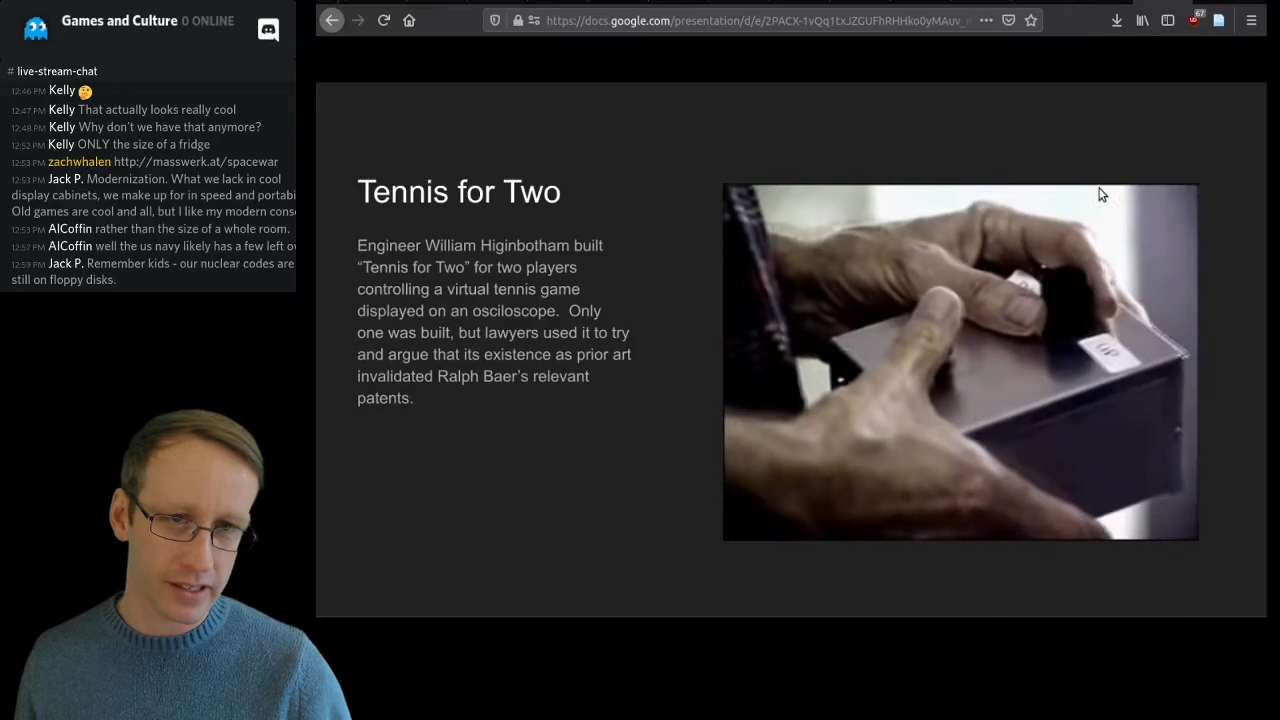 Games and Culture 0 ONLINE
# live-stream-chat
12:46 PM Kelly 🤔
12:47 PM Kelly That actually looks really cool
12:48 PM Kelly Why don't we have that anymore?
12:52 PM Kelly ONLY the size of a fridge
12:53 PM zachwhalen http://masswerk.at/spacewar
12:53 PM Jack P. Modernization. What we lack in cool
display cabinets, we make up for in speed and portabi
Old games are cool and all, but I like my modern cons
12:53 PM AlCoffin rather than the size of a whole room.
12:57 PM AlCoffin well the us navy likely has a few left ov
12:59 PM Jack P. Remember kids - our nuclear codes are
still on floppy disks.
https://docs.google.com/presentation/d/e/2PACX-1vQq1txJZGUFhRHHko0yMAuv_
67
Tennis for Two
Engineer William Higinbotham built
“Tennis for Two” for two players
controlling a virtual tennis game
displayed on an osciloscope. Only
one was built, but lawyers used it to try
and argue that its existence as prior art
invalidated Ralph Baer’s relevant
patents.